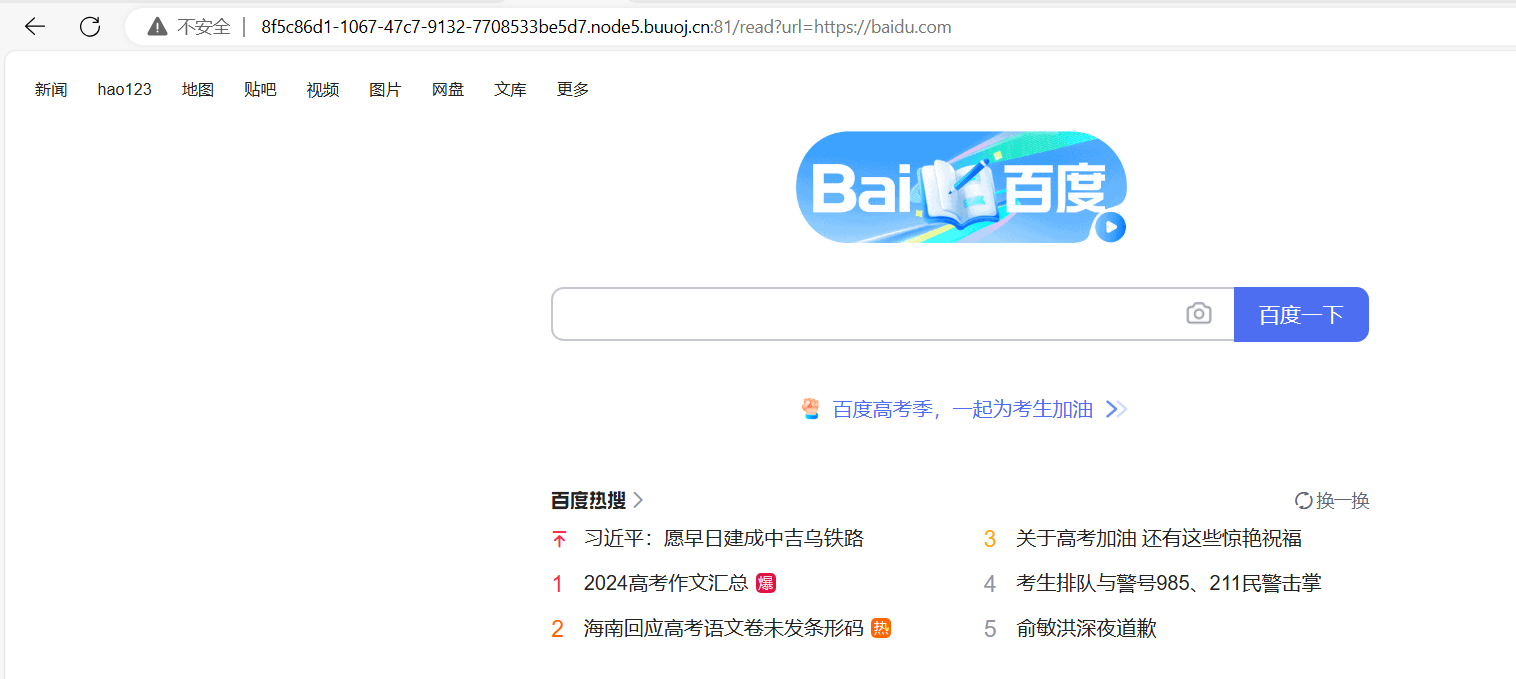 不安全 | 8f5c86d1-1067-47c7-9132-7708533be5d7.node5.buuoj.cn:81/read?url=https://baidu.com
新闻 hao123 地图 贴吧 视频 图片 网盘 文库 更多
Bai 百度
百度一下
百度高考季，一起为考生加油
百度热搜 换一换
习近平：愿早日建成中吉乌铁路
3 关于高考加油 还有这些惊艳祝福
1 2024高考作文汇总 爆
4 考生排队与警号985、211民警击掌
2 海南回应高考语文卷未发条形码 热
5 俞敏洪深夜道歉